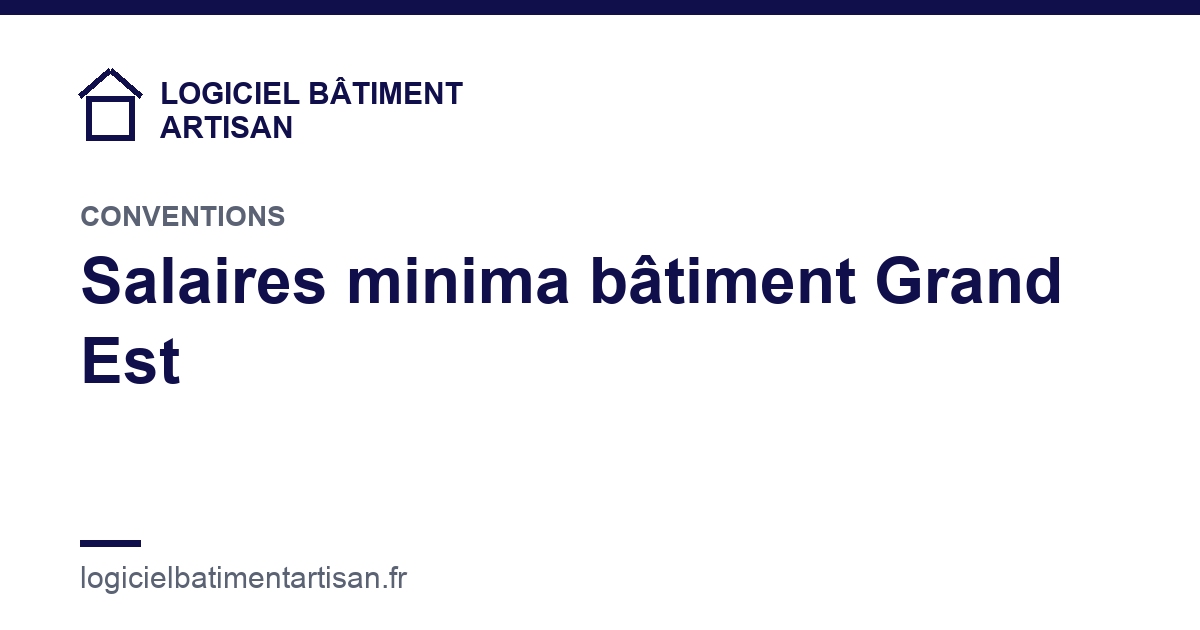 LOGICIEL BÂTIMENT
ARTISAN
CONVENTIONS
Salaires minima bâtiment Grand
Est
logicielbatimentartisan.fr